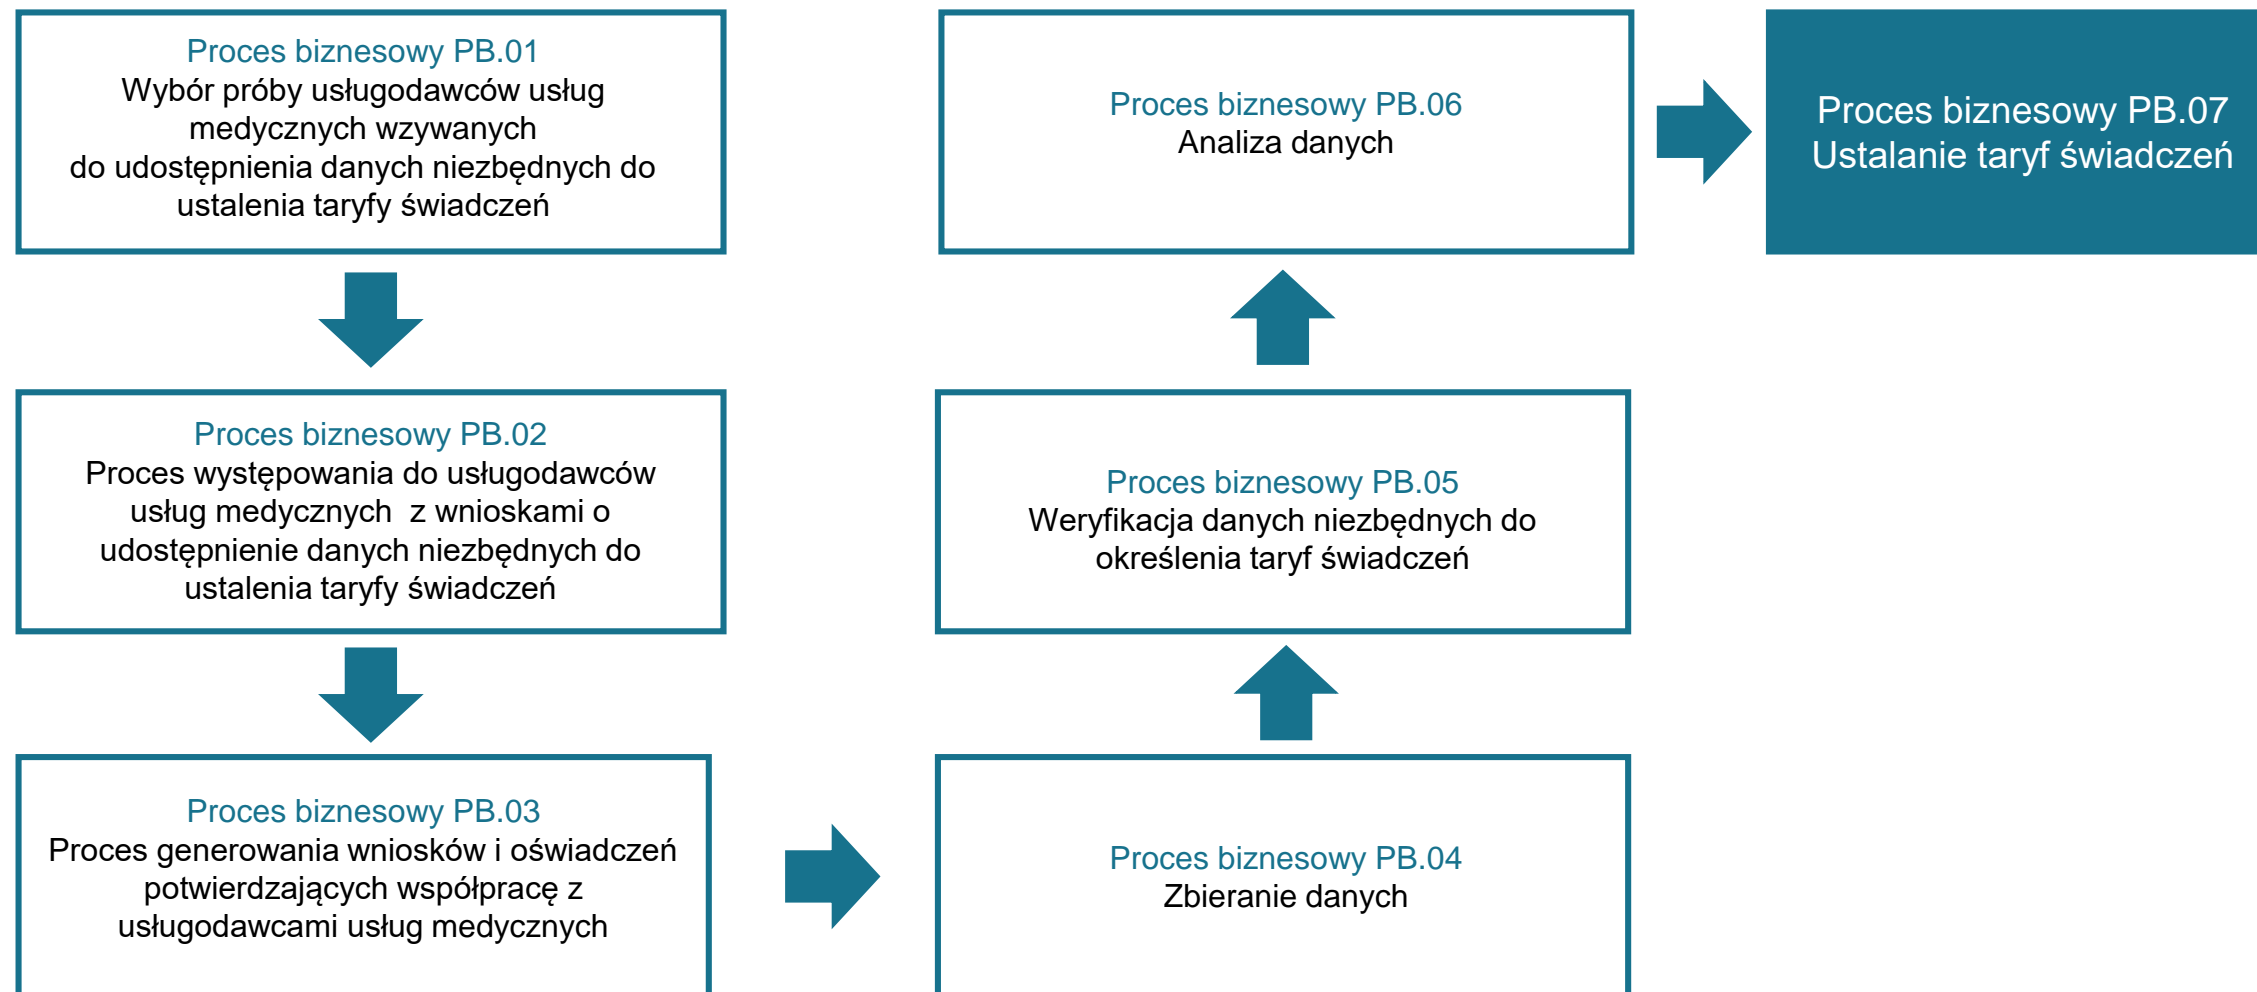 Proces biznesowy PB.01
Wybór próby usługodawców usług
medycznych wzywanych
do udostępnienia danych niezbędnych do
ustalenia taryfy świadczeń
Proces biznesowy PB.02
Proces występowania do usługodawców
usług medycznych  z wnioskami o
udostępnienie danych niezbędnych do
ustalenia taryfy świadczeń
Proces biznesowy PB.03
Proces generowania wniosków i oświadczeń
potwierdzających współpracę z
usługodawcami usług medycznych
Proces biznesowy PB.04
Zbieranie danych
Proces biznesowy PB.05
Weryfikacja danych niezbędnych do
określenia taryf świadczeń
Proces biznesowy PB.06
Analiza danych
Proces biznesowy PB.07
Ustalanie taryf świadczeń